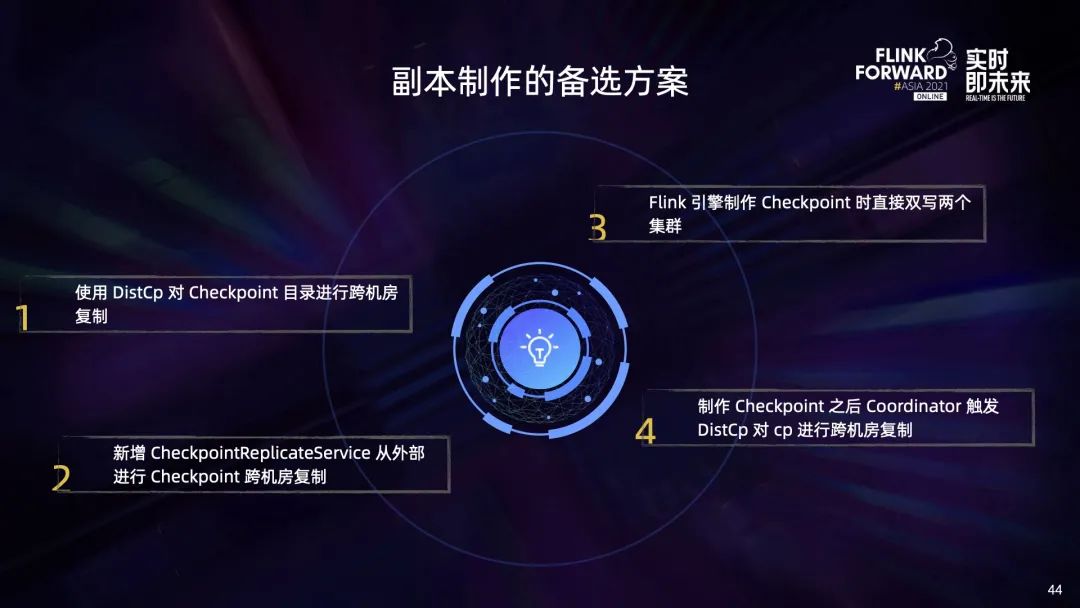 副本制作的备选方案
FLINK
FORWARD
#ASIA 2021
ONLINE
实时
即未来
REAL-TIME IS THE FUTURE
1
使用 DistCp 对 Checkpoint 目录进行跨机房
复制
2
新增 CheckpointReplicateService 从外部
进行 Checkpoint 跨机房复制
3
Flink 引擎制作 Checkpoint 时直接双写两个
集群
4
制作 Checkpoint 之后 Coordinator 触发
DistCp 对 cp 进行跨机房复制
44